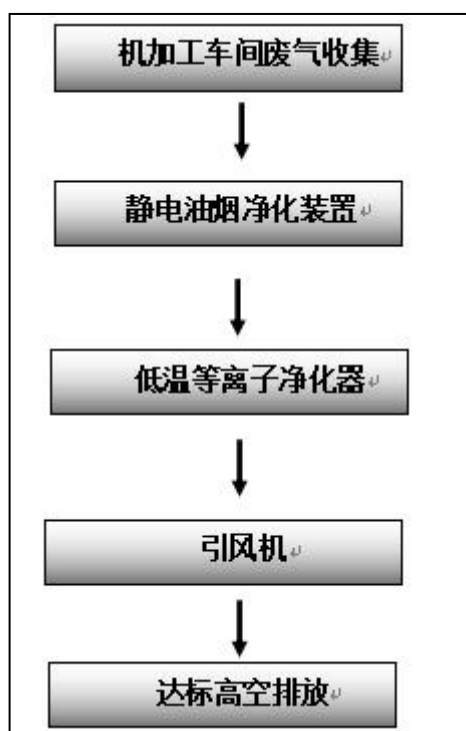 机加工车间废气收集
静电油烟净化装置
低温等离子净化器
引风机
达标高空排放